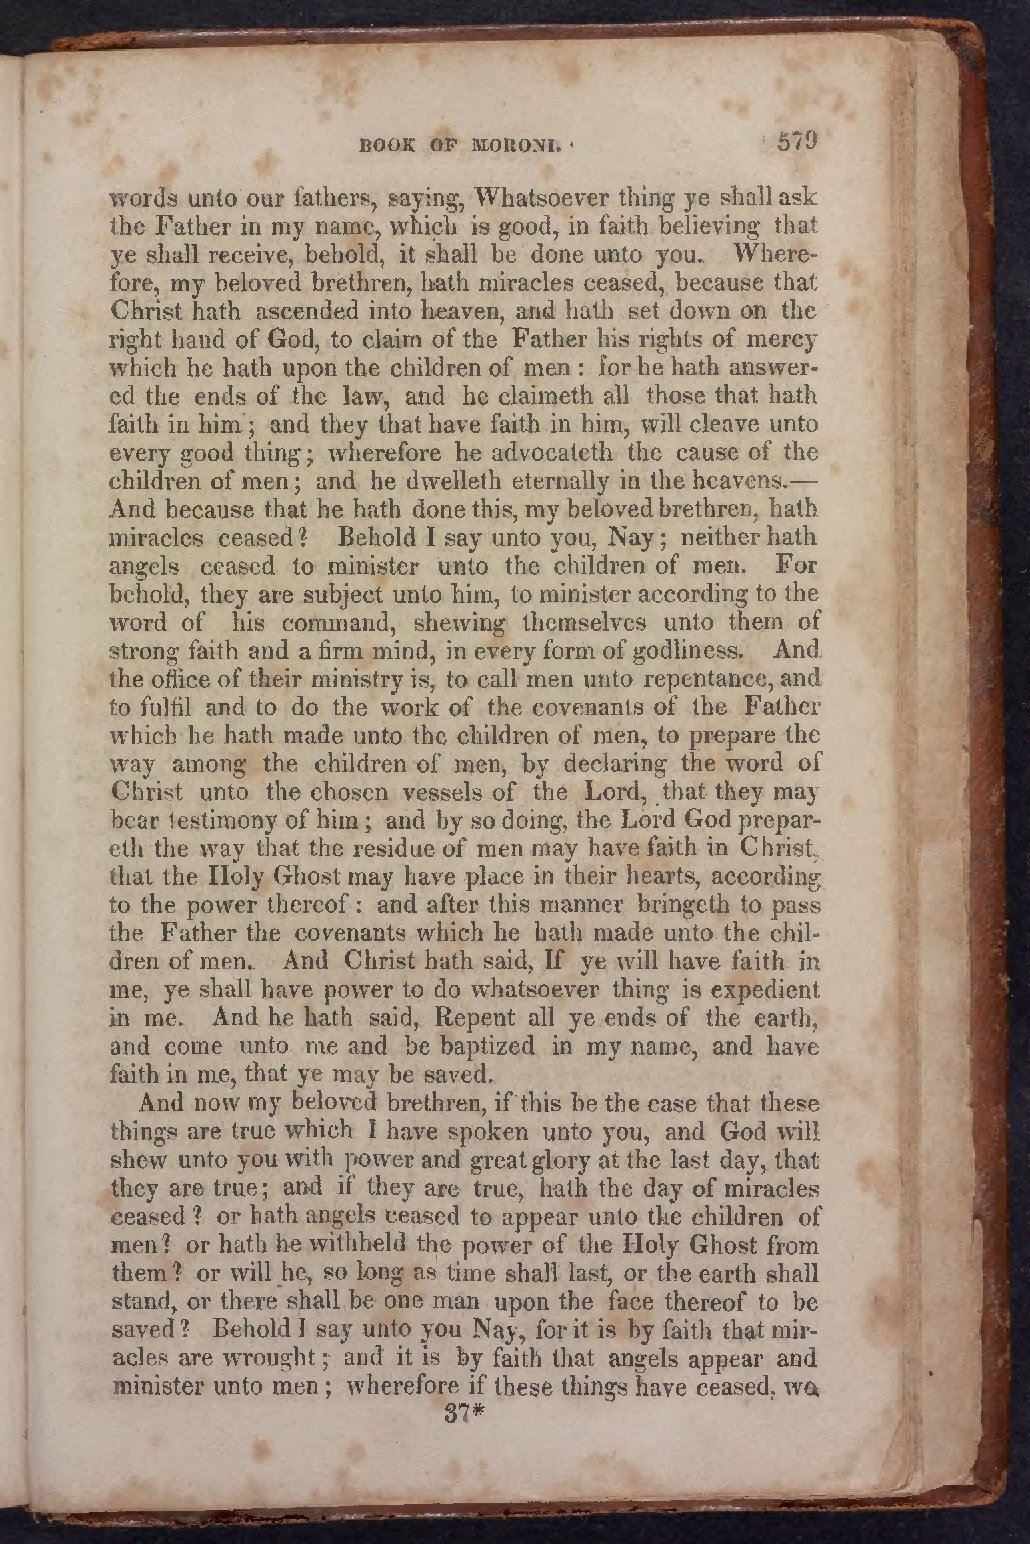 BOOK OF MORONI. 579
words unto our fathers, saying, Whatsoever thing ye shall ask
the Father in my name, which is good, in faith believing that
ye shall receive, behold, it shall be done unto you. Where-
fore, my beloved brethren, hath miracles ceased, because that
Christ hath ascended into heaven, and hath set down on the
right hand of God, to claim of the Father his rights of mercy
which he hath upon the children of men : for he hath answer-
ed the ends of the law, and he claimeth all those that hath
faith in him ; and they that have faith in him, will cleave unto
every good thing ; wherefore he advocateth the cause of the
children of men ; and he dwelleth eternally in the heavens.—
And because that he hath done this, my beloved brethren, hath
miracles ceased ? Behold I say unto you, Nay ; neither hath
angels ceased to minister unto the children of men. For
behold, they are subject unto him, to minister according to the
word of his command, shewing themselves unto them of
strong faith and a firm mind, in every form of godliness. And
the office of their ministry is, to call men unto repentance, and
to fulfil and to do the work of the covenants of the Father
which he hath made unto the children of men, to prepare the
way among the children of men, by declaring the word of
Christ unto the chosen vessels of the Lord, that they may
bear testimony of him ; and by so doing, the Lord God prepar-
eth the way that the residue of men may have faith in Christ,
that the Holy Ghost may have place in their hearts, according
to the power thereof : and after this manner bringeth to pass
the Father the covenants which he hath made unto the chil-
dren of men. And Christ hath said, If ye will have faith in
me, ye shall have power to do whatsoever thing is expedient
in me. And he hath said, Repent all ye ends of the earth,
and come unto me and be baptized in my name, and have
faith in me, that ye may be saved.
And now my beloved brethren, if this be the case that these
things are true which I have spoken unto you, and God will
shew unto you with power and great glory at the last day, that
they are true ; and if they are true, hath the day of miracles
ceased ? or hath angels ceased to appear unto the children of
men ? or hath he withheld the power of the Holy Ghost from
them ? or will he, so long as time shall last, or the earth shall
stand, or there shall be one man upon the face thereof to be
saved ? Behold I say unto you Nay, for it is by faith that mir-
acles are wrought ; and it is by faith that angels appear and
minister unto men ; wherefore if these things have ceased, wo
37*